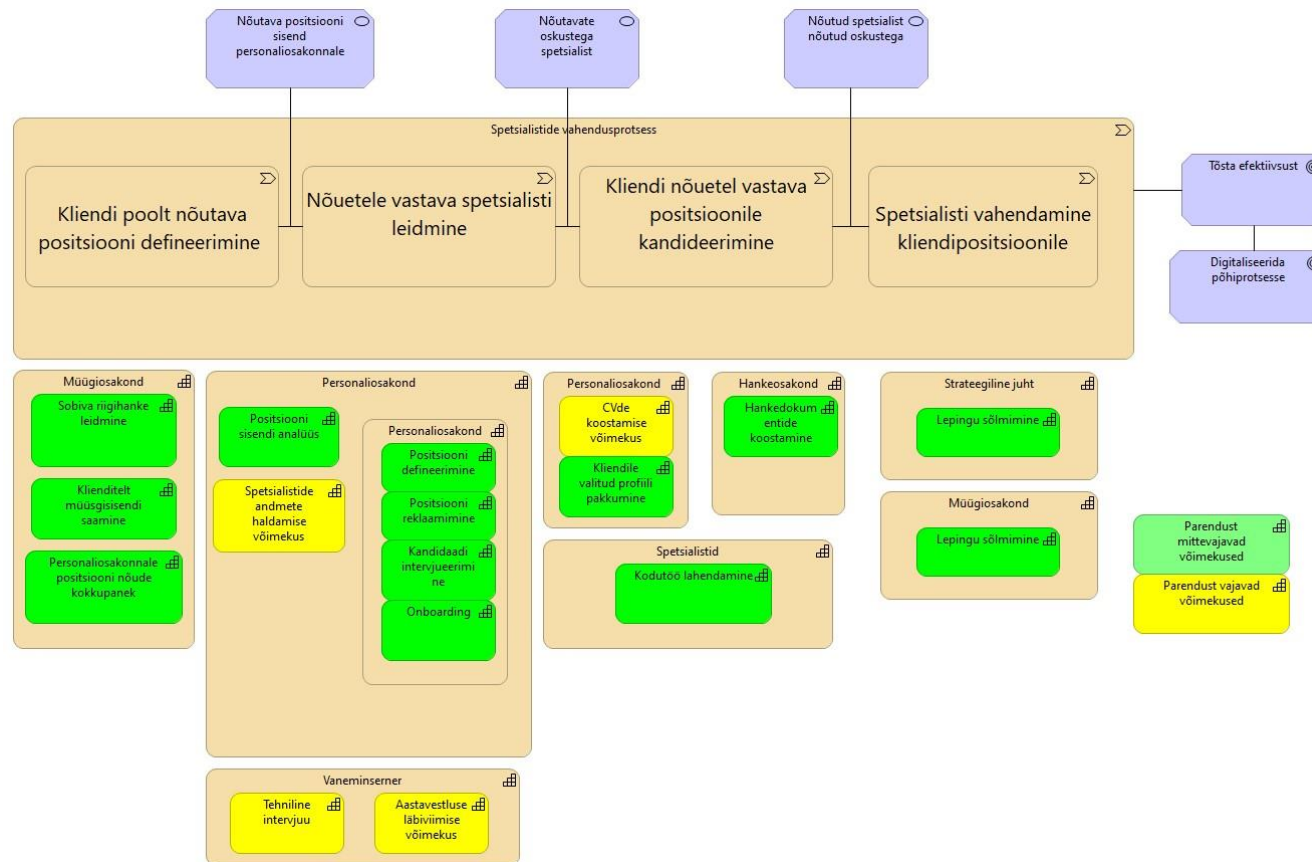 Nõutava positsiooni
sisend
personaliosakonnale
Nõutavate
oskustega
spetsialist
Nõutud spetsialist
nõutud oskustega
Spetsialistide vahendusprotsess
Kliendi poolt nõutava
positsiooni defineerimine
Nõuetele vastava spetsialisti
leidmine
Kliendi nõuetel vastava
positsioonile
kandideerimine
Spetsialisti vahendamine
kliendipositsioonile
Tõsta efektiivsust
Digitaliseerida
põhiprotsesse
Müügiosakond
Sobiva riigihanke
leidmine
Klienditelt
müüsgisisendi
saamine
Personaliosakonnale
positsiooni nõude
kokkupanek
Personaliosakond
Positsiooni
sisendi analüüs
Spetsialistide
andmete
haldamise
võimekus
Personaliosakond
Positsiooni
defineerimine
Positsiooni
reklaamimine
Kandidaadi
intervjueerimi
ne
Onboarding
Personaliosakond
CVde
koostamise
võimekus
Kliendile
valitud profiili
pakkumine
Hankeosakond
Hankedokum
entide
koostamine
Spetsialistid
Kodutöö lahendamine
Strateegiline juht
Lepingu sõlmimine
Müügiosakond
Lepingu sõlmimine
Parendust
mittevajavad
võimekused
Parendust vajavad
võimekused
Vaneminserner
Tehniline
intervjuu
Aastavestluse
läbiviimise
võimekus